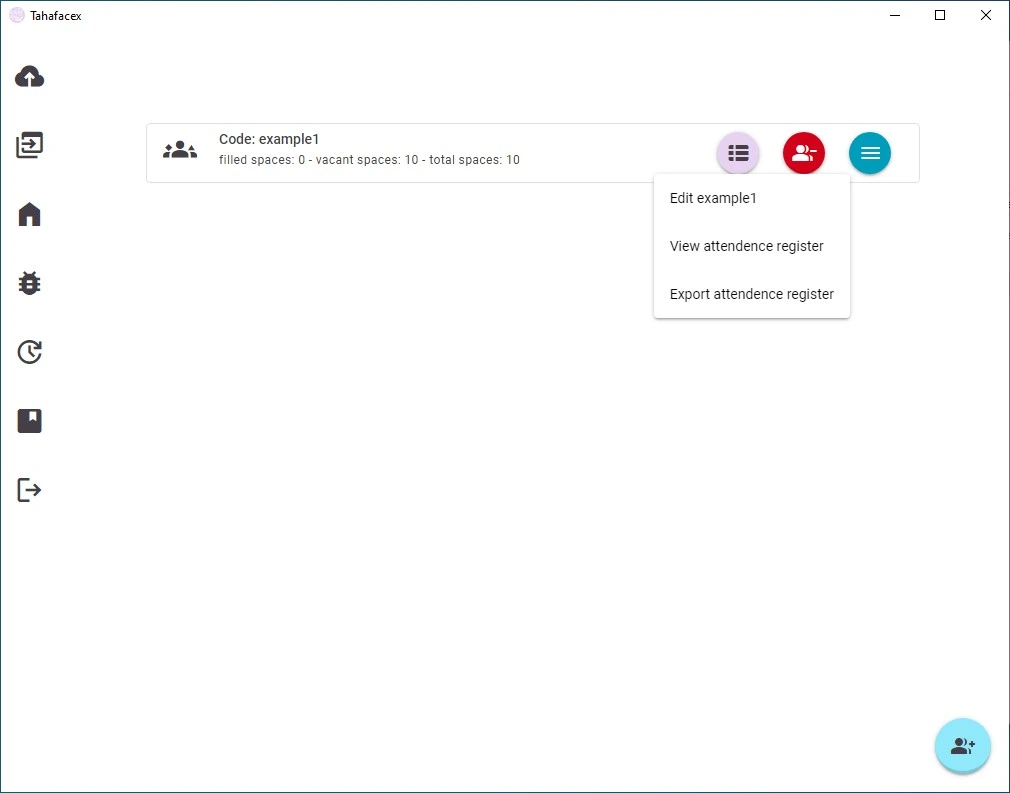 Tahafacex
Code: example1
filled spaces: 0 - vacant spaces: 10 - total spaces: 10
Edit example1
View attendence register
Export attendence register